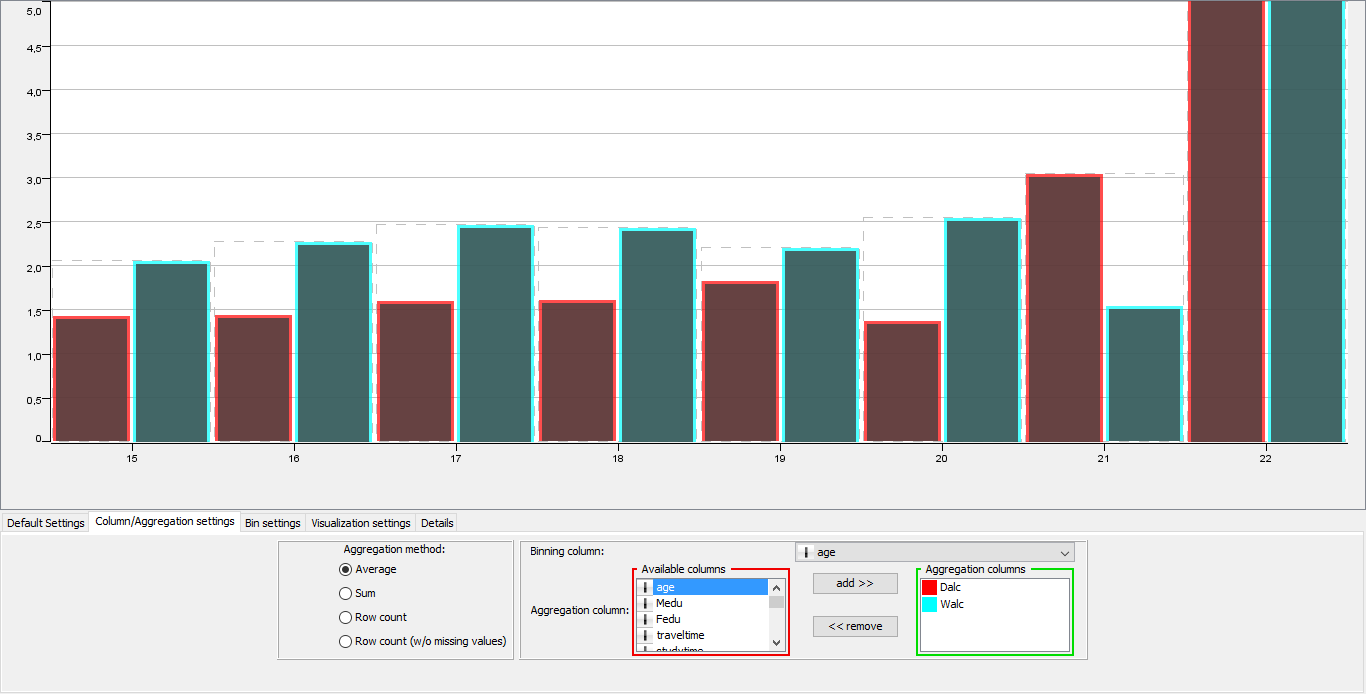 5,0
4,5
4,0
3,5
3,0
2,5
2,0
1,5
1,0
0,5
0
15 16 17 18 19 20 21 22
Default Settings Column/Aggregation settings Bin settings Visualization settings Details
Aggregation method:
Average
Sum
Row count
Row count (w/o missing values)
Binning column:
age
Aggregation column:
Available columns
age
Medu
Fedu
traveltime
studytime
add >>
<< remove
Aggregation columns
Dalc
Walc